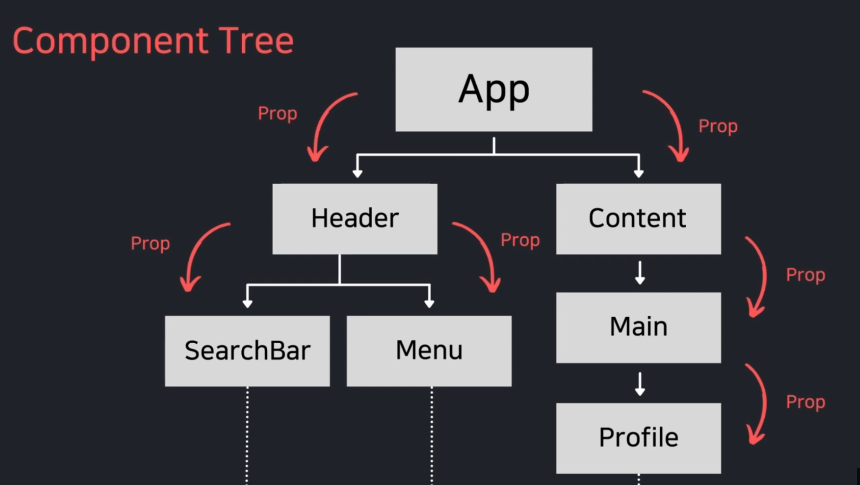 Component Tree
App
Prop
Prop
Header
Content
Prop
Prop
Prop
SearchBar
Menu
Main
Prop
Profile